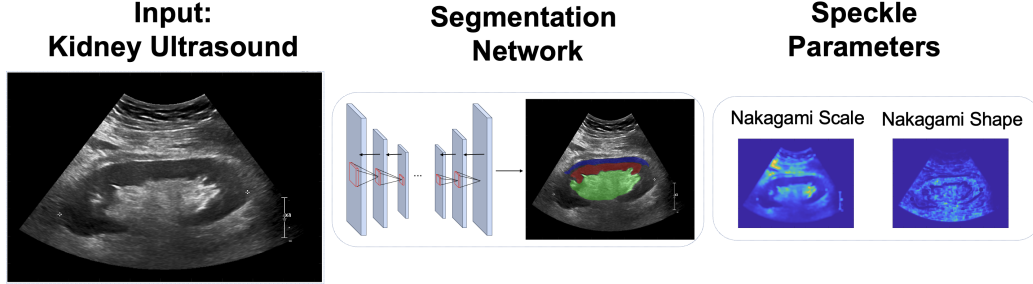 Input:
Kidney Ultrasound
Segmentation
Network
Speckle
Parameters
Nakagami Scale
Nakagami Shape
...